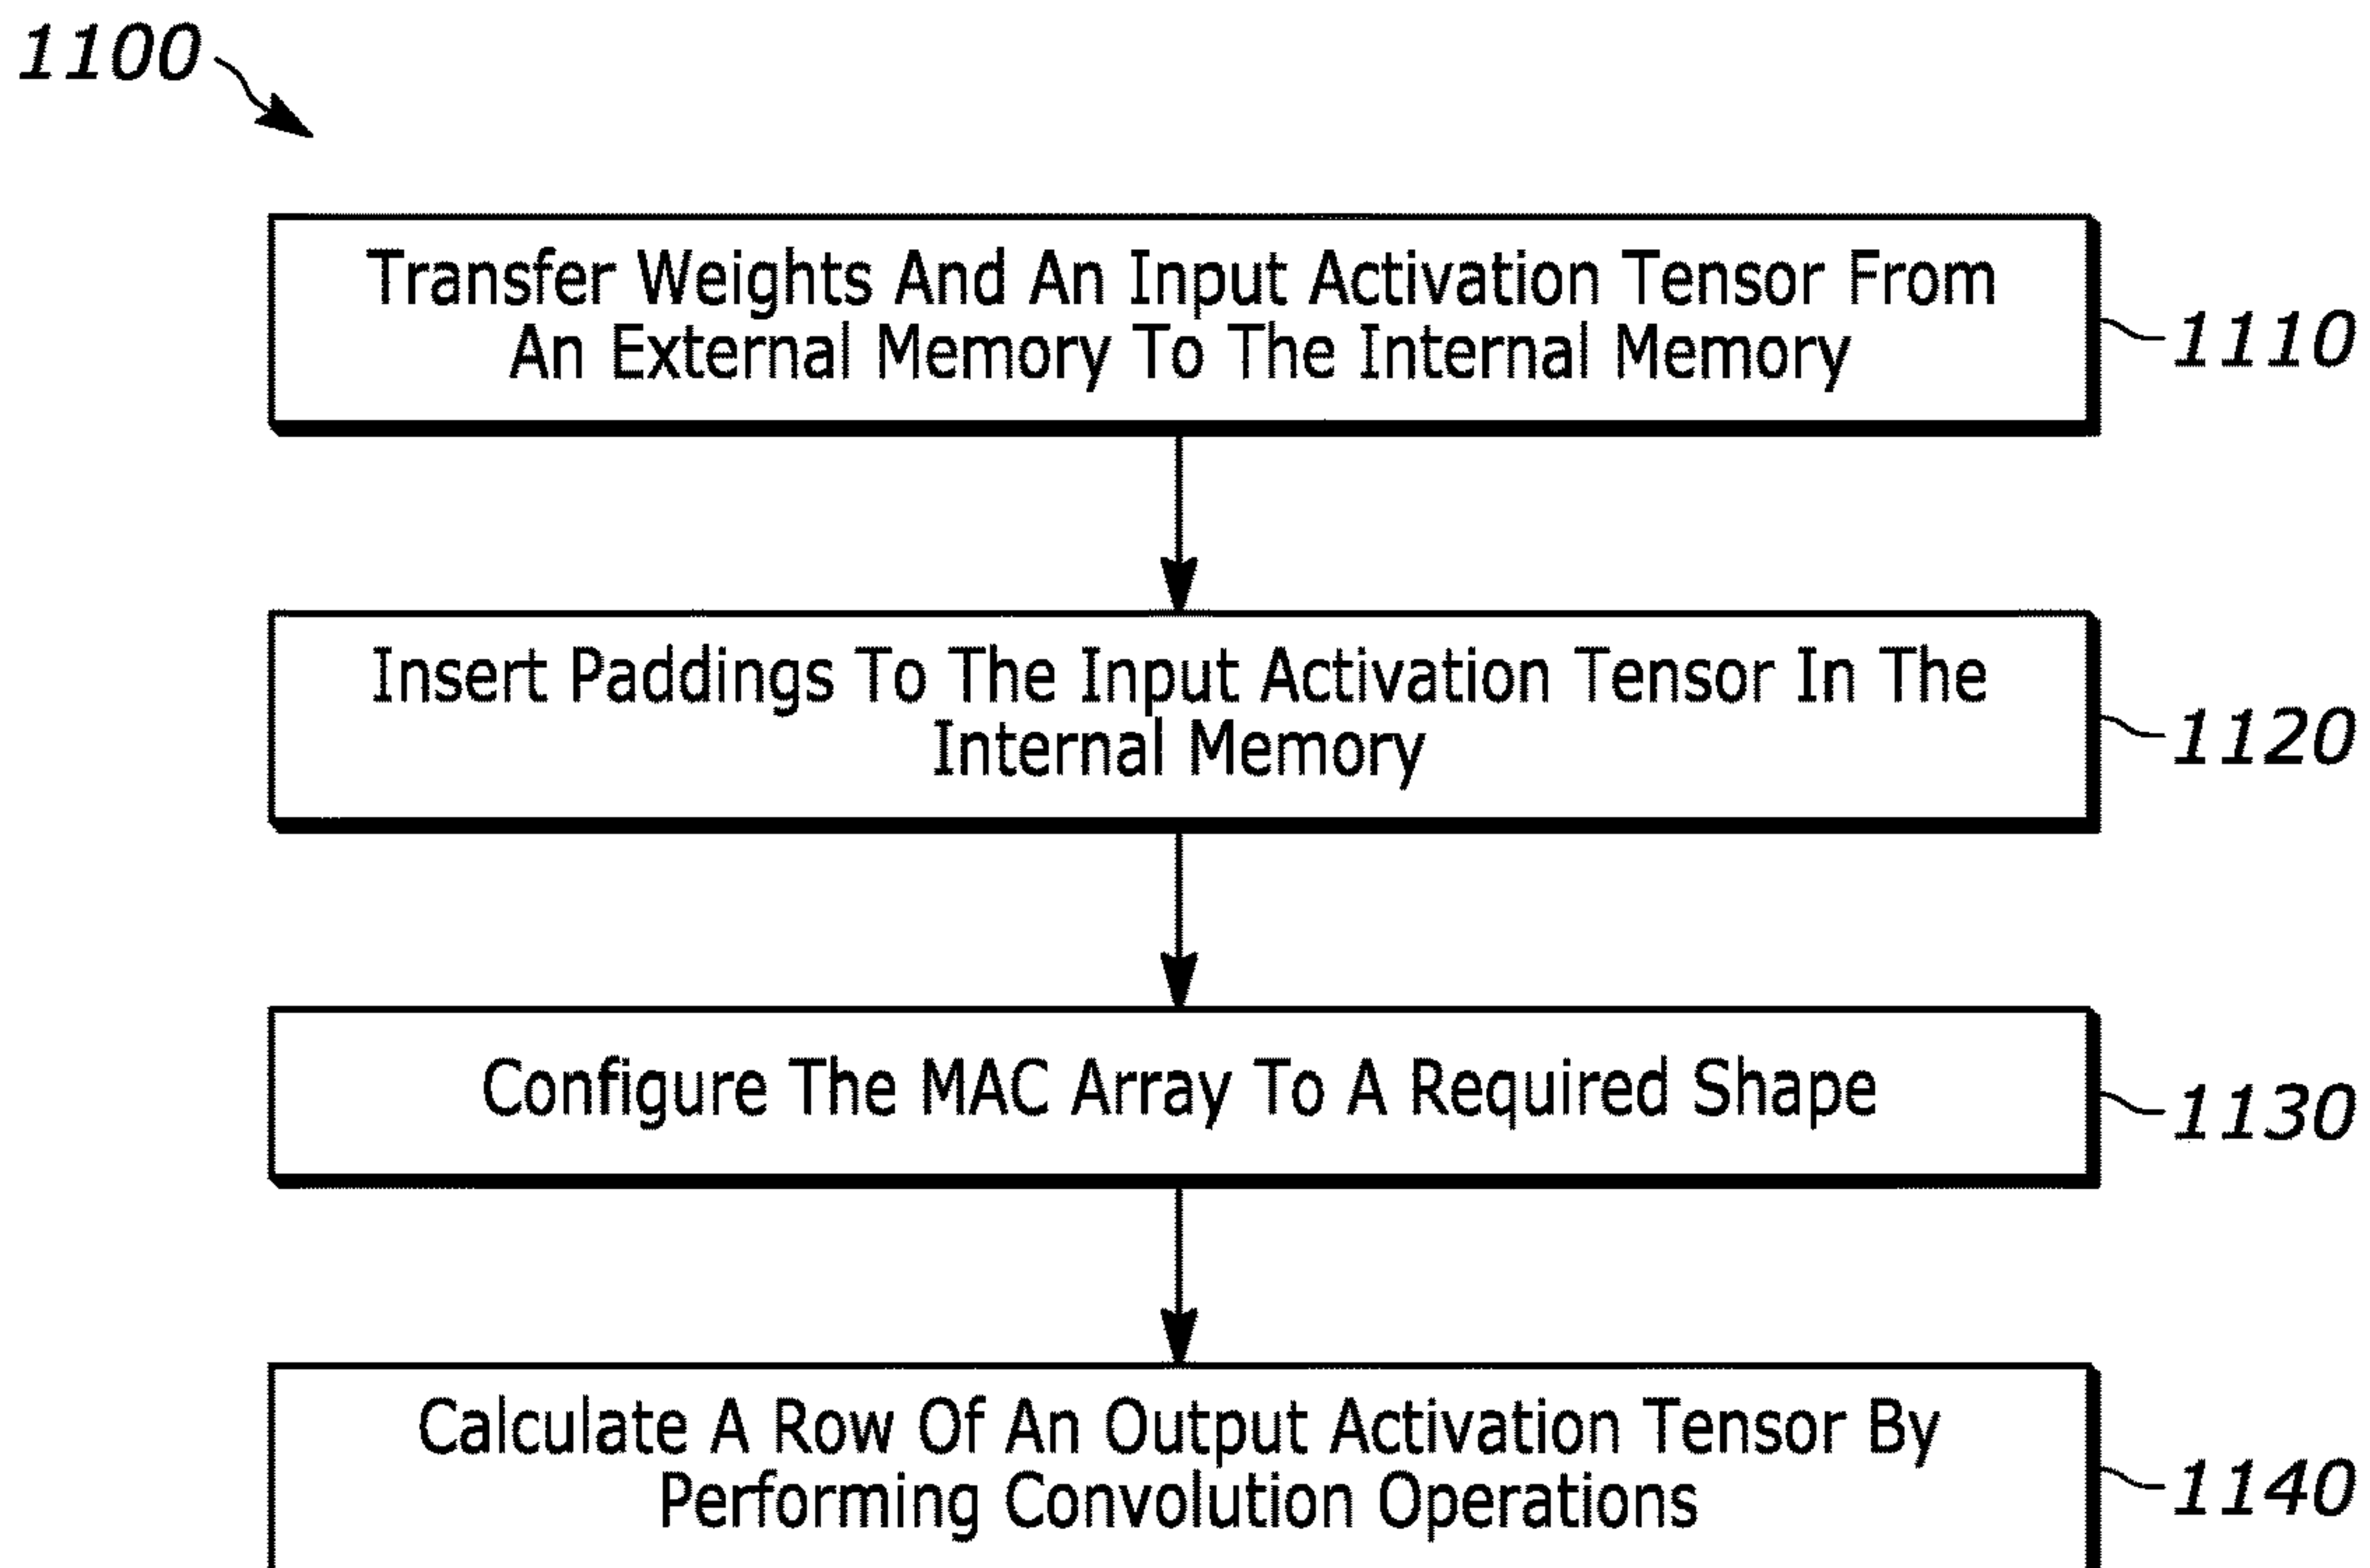 1100
Transfer Weights And An Input Activation Tensor From
An External Memory To The Internal Memory
1110
Insert Paddings To The Input Activation Tensor In The
Internal Memory
1120
Configure The MAC Array To A Required Shape
1130
Calculate A Row Of An Output Activation Tensor By
Performing Convolution Operations
1140